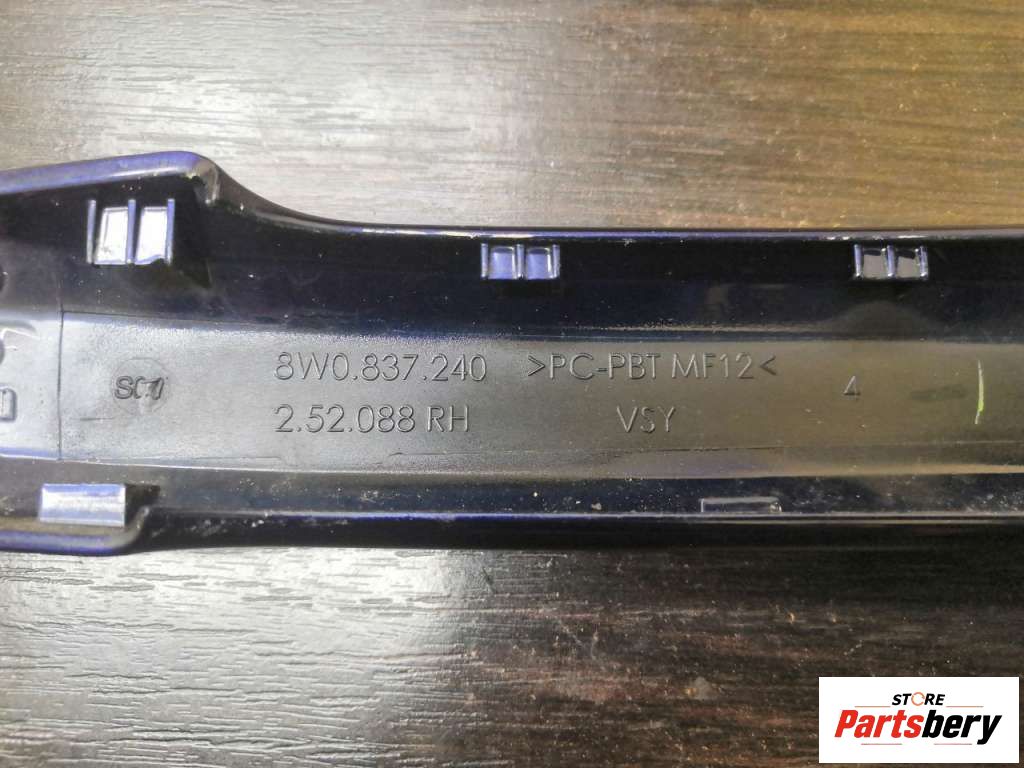 8W0.837.240 >PC-PBT MF12<
2.52.088 RH VSY
4
STORE
Partsbery